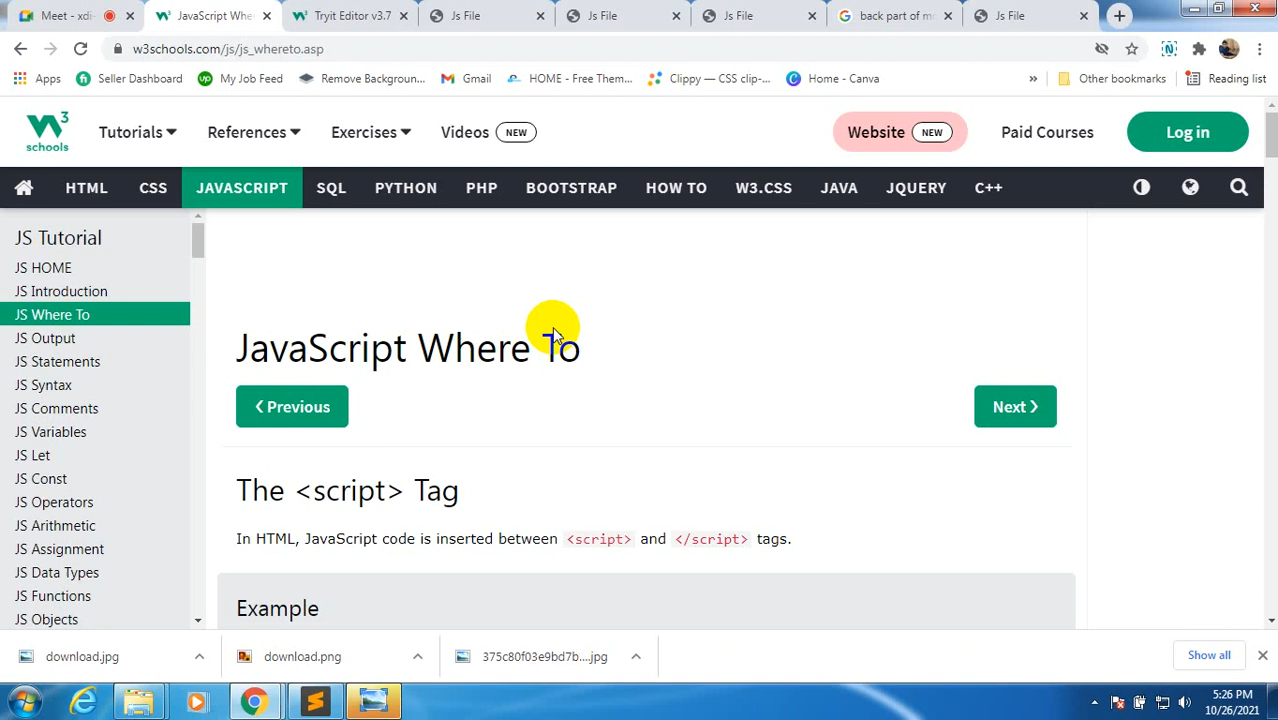 Meet - xdi-
JavaScript Whe
Tryit Editor v3.7
Js File
Js File
Js File
back part of m
Js File
w3schools.com/js/js_whereto.asp
Apps
Seller Dashboard
My Job Feed
Remove Backgroun...
Gmail
HOME - Free Them...
Clippy — CSS clip-...
Home - Canva
»
Other bookmarks
Reading list
W3
schools
Tutorials
References
Exercises
Videos NEW
Website NEW
Paid Courses
Log in
HTML
CSS
JAVASCRIPT
SQL
PYTHON
PHP
BOOTSTRAP
HOW TO
W3.CSS
JAVA
JQUERY
C++
JS Tutorial
JS HOME
JS Introduction
JS Where To
JS Output
JS Statements
JS Syntax
JS Comments
JS Variables
JS Let
JS Const
JS Operators
JS Arithmetic
JS Assignment
JS Data Types
JS Functions
JS Objects
JavaScript Where To
❮ Previous
Next ❯
The <script> Tag
In HTML, JavaScript code is inserted between <script> and </script> tags.
Example
download.jpg
download.png
375c80f03e9bd7b....jpg
Show all
5:26 PM
10/26/2021